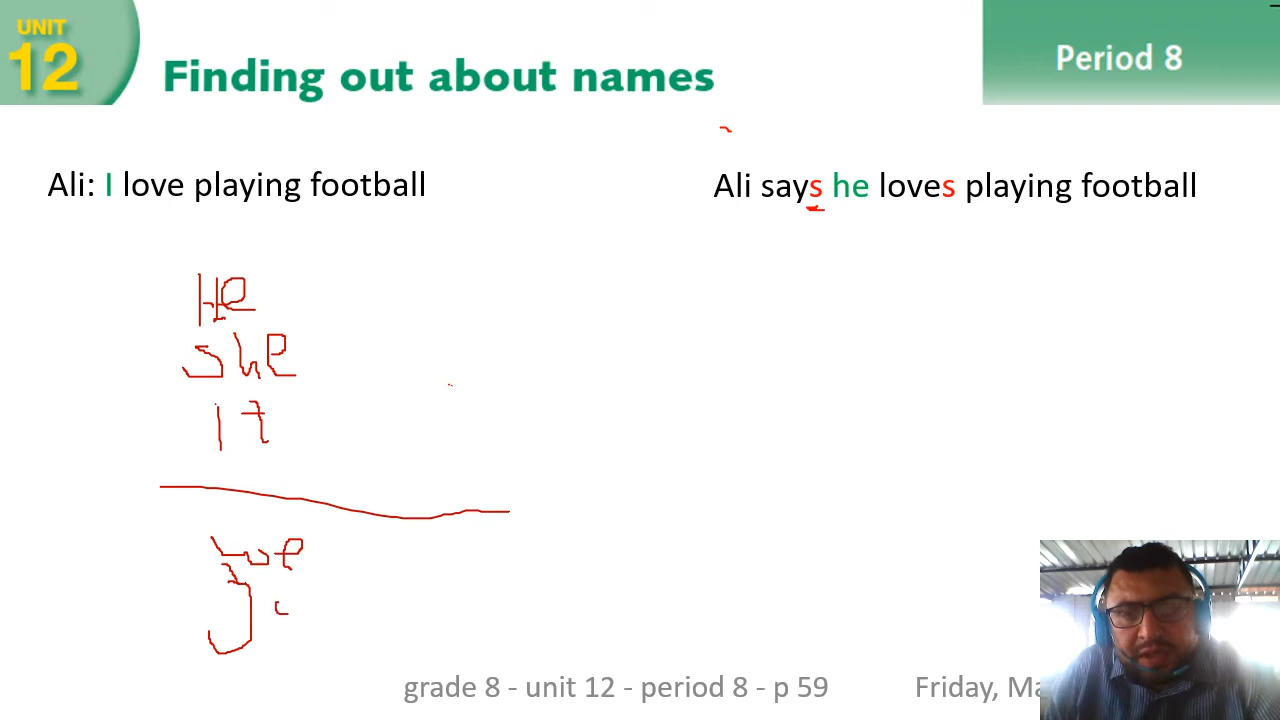 UNIT
12
Finding out about names
Period 8
Ali: I love playing football
Ali says he loves playing football
He
she
it
we
grade 8 - unit 12 - period 8 - p 59
Friday,